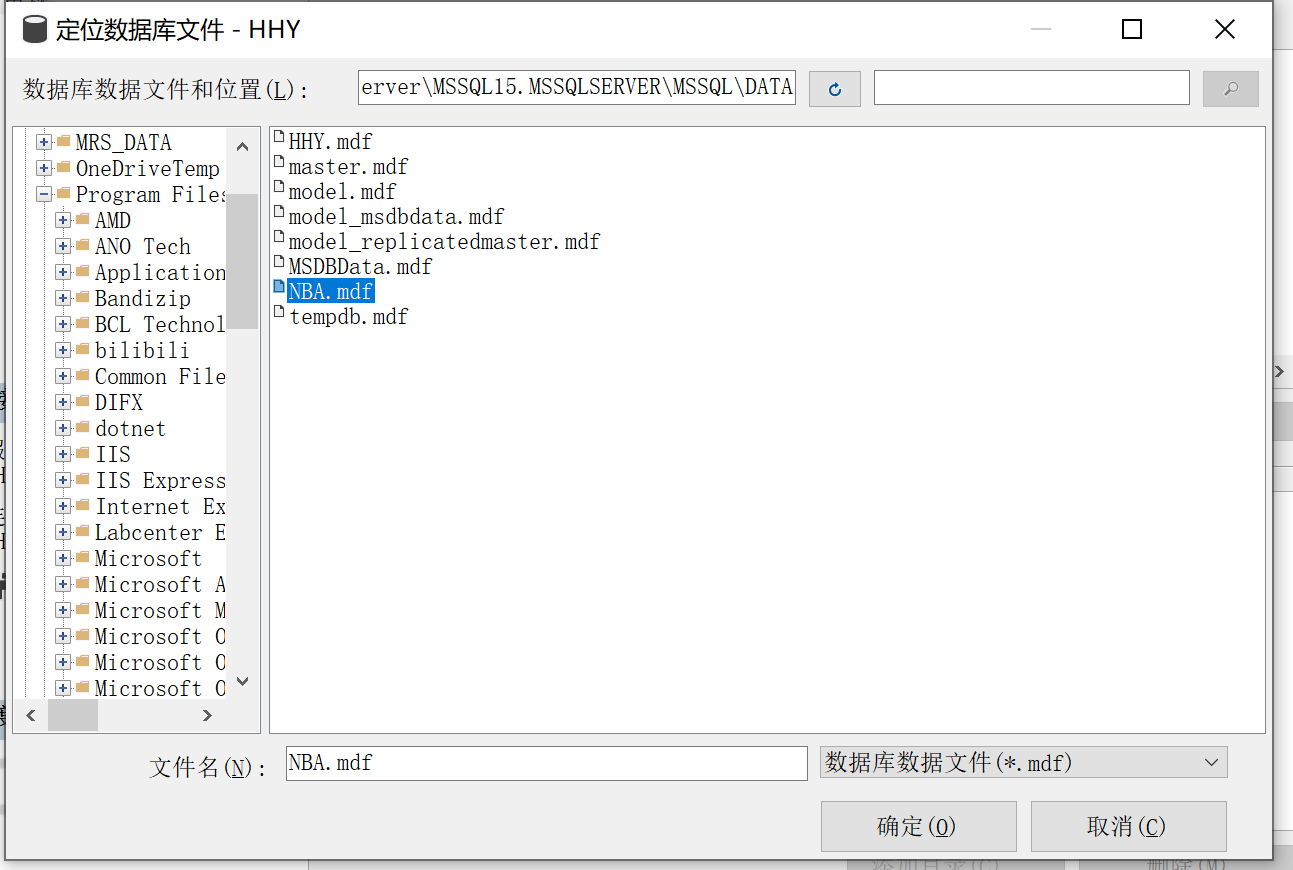 定位数据库文件 - HHY
数据库数据文件和位置(L):
erver\MSSQL15.MSSQLSERVER\MSSQL\DATA
MRS_DATA
OneDriveTemp
Program Files
AMD
ANO Tech
Application
Bandizip
BCL Technol
bilibili
Common File
DIFX
dotnet
IIS
IIS Express
Internet Ex
Labcenter E
Microsoft
Microsoft A
Microsoft M
Microsoft O
Microsoft O
Microsoft O
HHY.mdf
master.mdf
model.mdf
model_msdbdata.mdf
model_replicatedmaster.mdf
MSDBData.mdf
NBA.mdf
tempdb.mdf
文件名(N):
NBA.mdf
数据库数据文件(*.mdf)
确定(O)
取消(C)